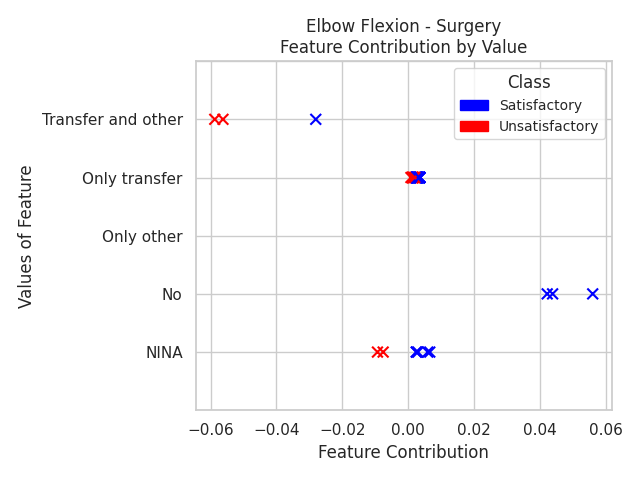 Elbow Flexion - Surgery
Feature Contribution by Value
Class
Satisfactory
Unsatisfactory
Values of Feature
Transfer and other
Only transfer
Only other
No
NINA
−0.06 −0.04 −0.02 0.00 0.02 0.04 0.06
Feature Contribution